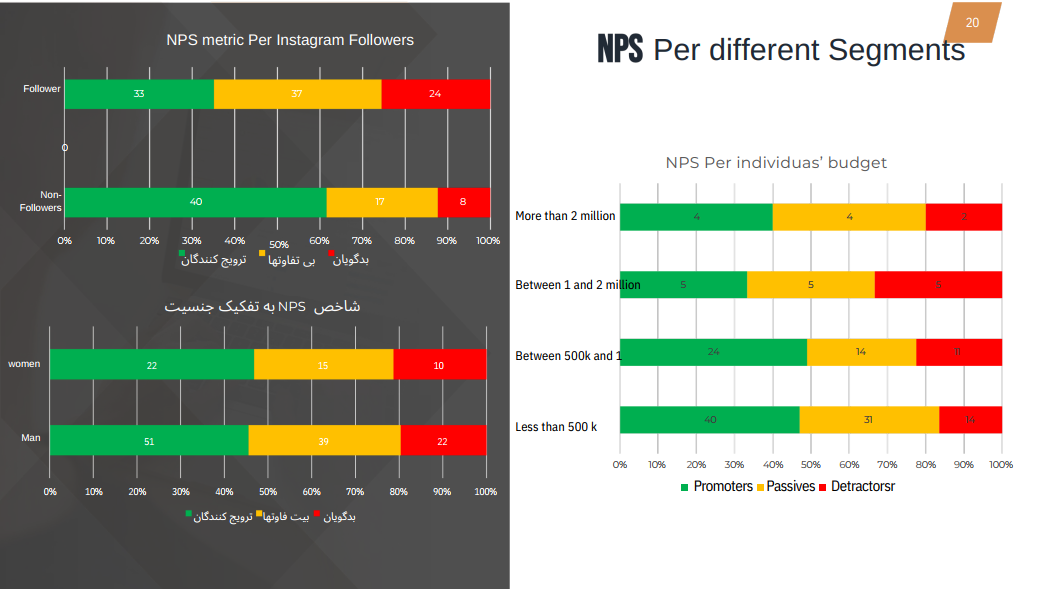 NPS metric Per Instagram Followers
Follower
33
37
24
0
Non-
Followers
40
17
8
0%
10%
20%
30%
40%
50%
60%
70%
80%
90%
100%
ترویج کنندگان
بی تفاوتها
بدگویان
شاخص NPS به تفکیک جنسیت
women
22
15
10
Man
51
39
22
0%
10%
20%
30%
40%
50%
60%
70%
80%
90%
100%
ترویج کنندگان
بیت فاوتها
بدگویان
20
NPS Per different Segments
NPS Per individuas’ budget
More than 2 million
4
4
2
Between 1 and 2 million
5
5
5
Between 500k and 1
24
14
11
Less than 500 k
40
31
14
0%
10%
20%
30%
40%
50%
60%
70%
80%
90%
100%
Promoters
Passives
Detractorsr